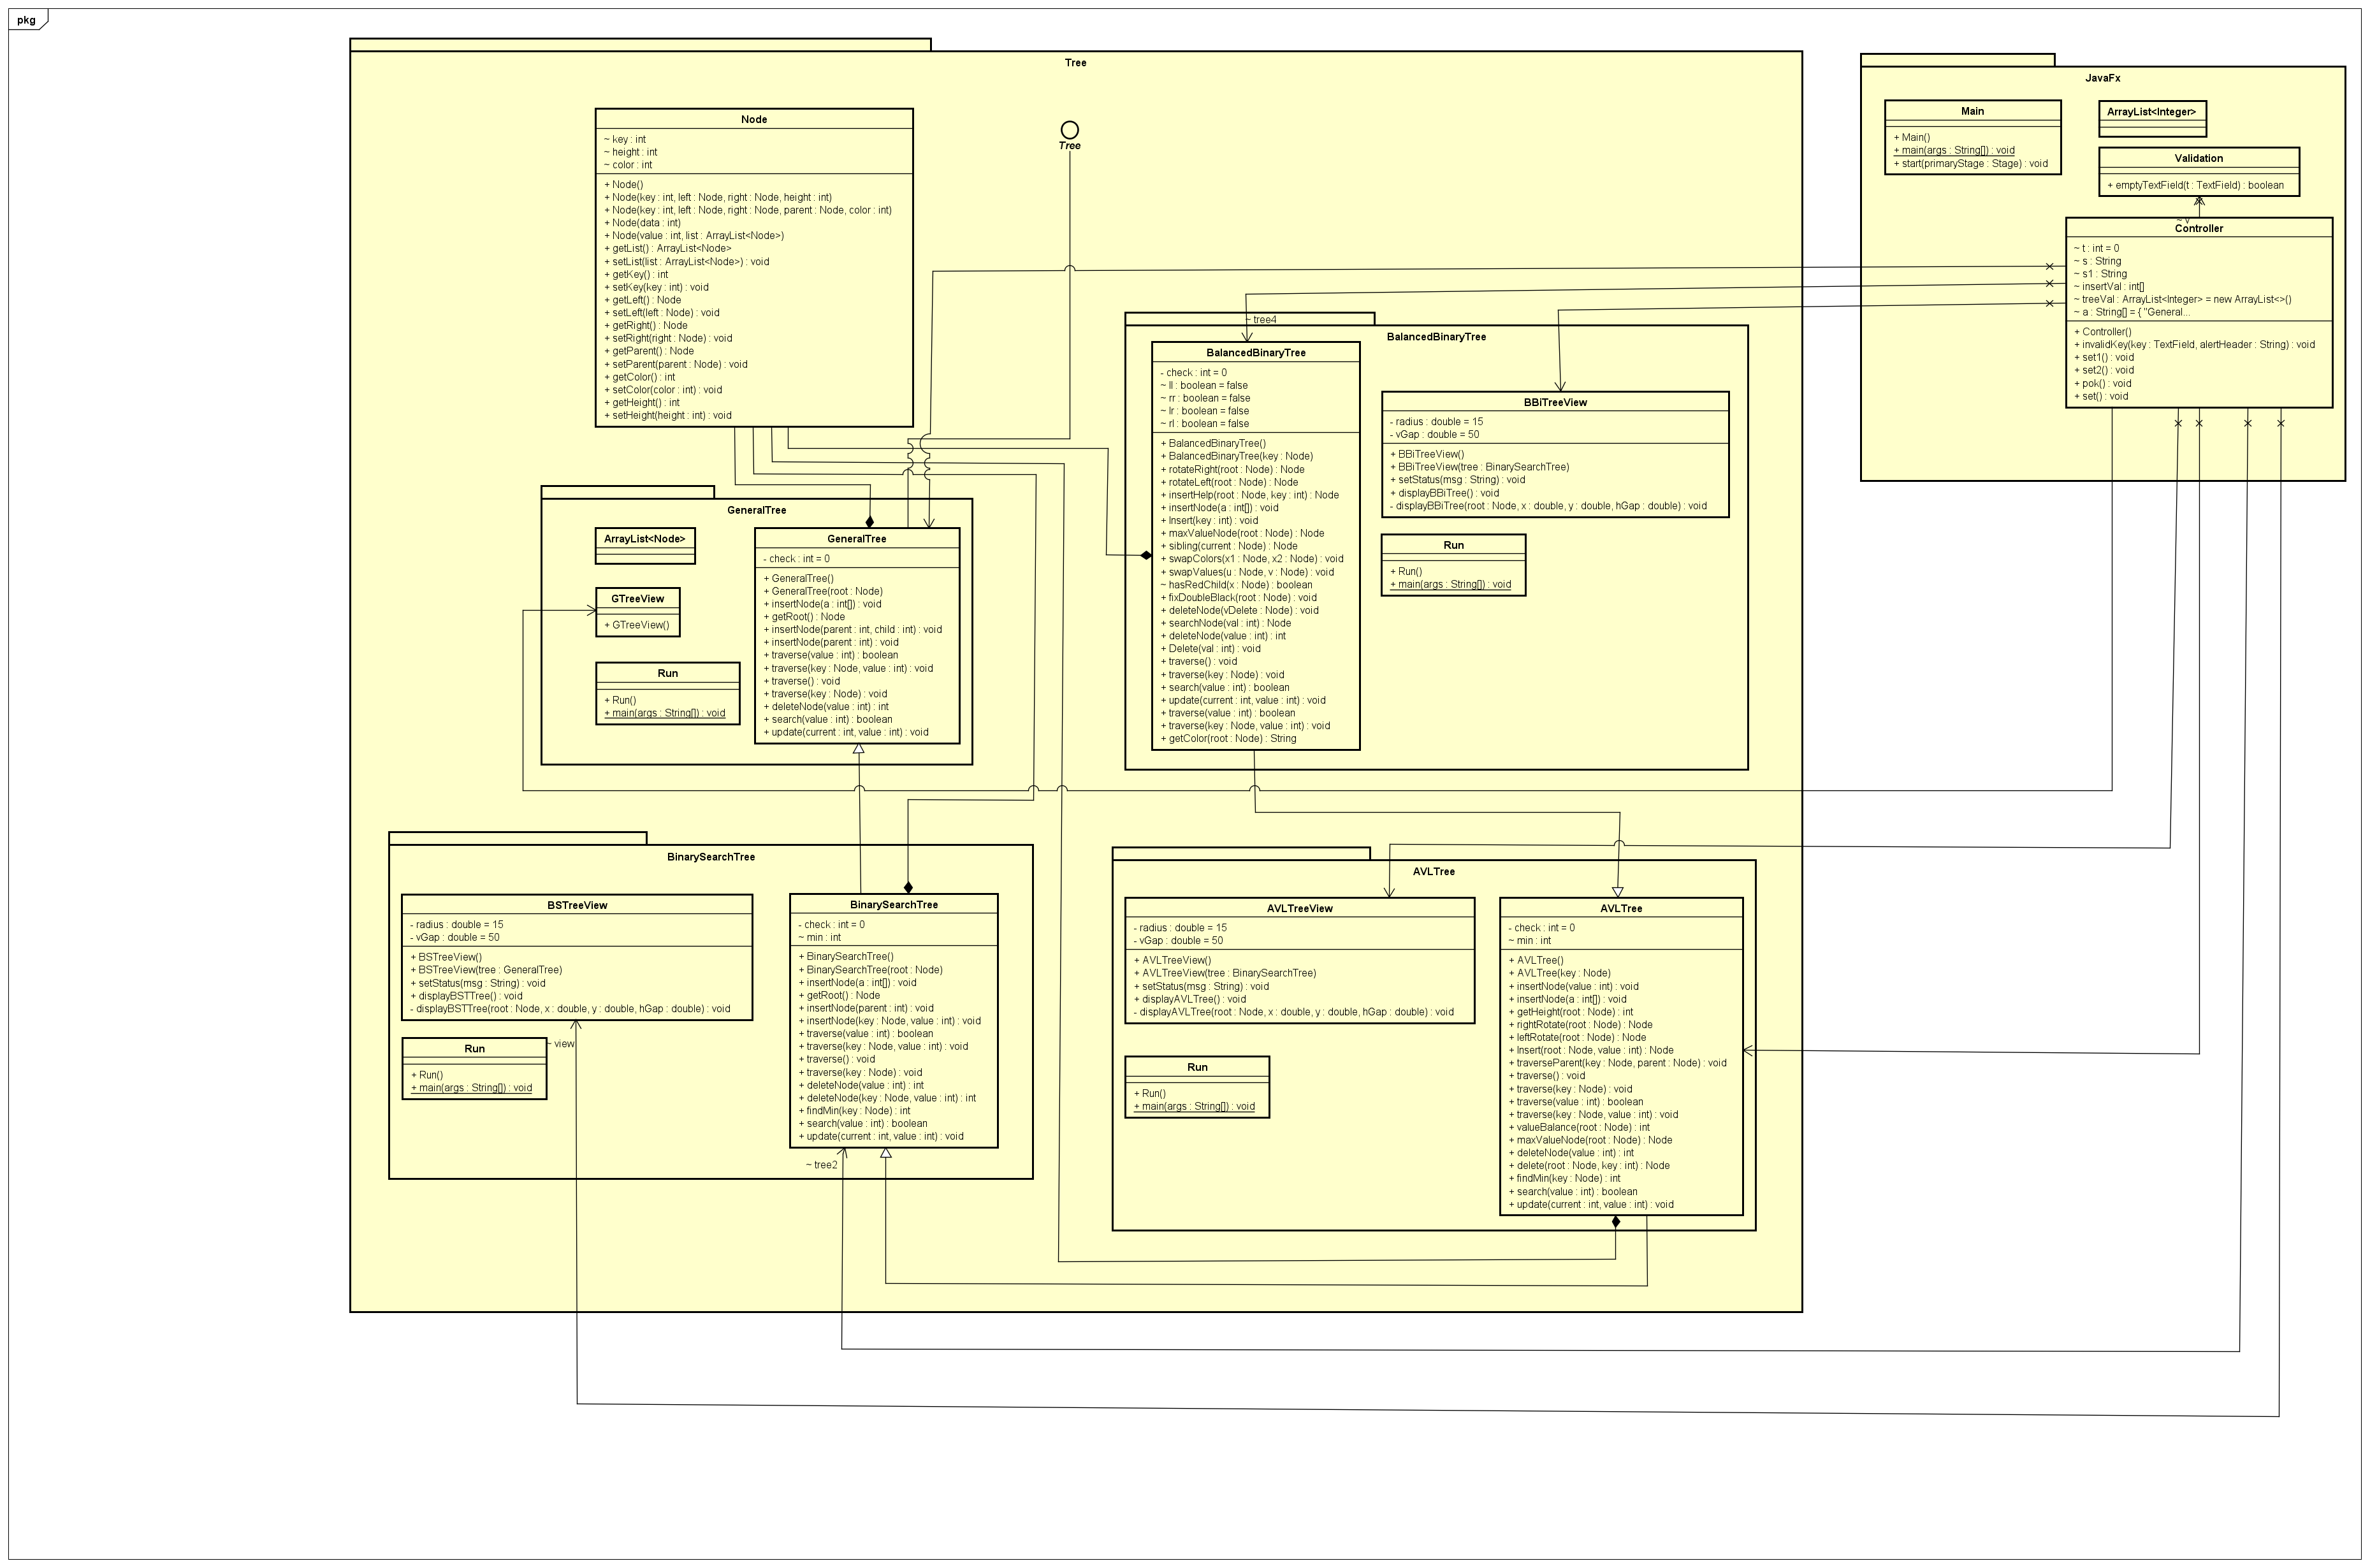 pkg
Tree
Node
~ key : int
~ height : int
~ color : int
+ Node()
+ Node(key : int, left : Node, right : Node, height : int)
+ Node(key : int, left : Node, right : Node, parent : Node, color : int)
+ Node(data : int)
+ Node(value : int, list : ArrayList<Node>)
+ getList() : ArrayList<Node>
+ setList(list : ArrayList<Node>) : void
+ getKey() : int
+ setKey(key : int) : void
+ getLeft() : Node
+ setLeft(left : Node) : void
+ getRight() : Node
+ setRight(right : Node) : void
+ getParent() : Node
+ setParent(parent : Node) : void
+ getColor() : int
+ setColor(color : int) : void
+ getHeight() : int
+ setHeight(height : int) : void
Tree
JavaFx
Main
+ Main()
+ main(args : String[]) : void
+ start(primaryStage : Stage) : void
ArrayList<Integer>
Validation
+ emptyTextField(t : TextField) : boolean
~ v
Controller
~ t : int = 0
~ s : String
~ s1 : String
~ insertVal : int[]
~ treeVal : ArrayList<Integer> = new ArrayList<>()
~ a : String[] = { "General...
+ Controller()
+ invalidKey(key : TextField, alertHeader : String) : void
+ set1() : void
+ set2() : void
+ pok() : void
+ set() : void
~ tree4
BalancedBinaryTree
BalancedBinaryTree
- check : int = 0
~ ll : boolean = false
~ rr : boolean = false
~ lr : boolean = false
~ rl : boolean = false
+ BalancedBinaryTree()
+ BalancedBinaryTree(key : Node)
+ rotateRight(root : Node) : Node
+ rotateLeft(root : Node) : Node
+ insertHelp(root : Node, key : int) : Node
+ insertNode(a : int[]) : void
+ Insert(key : int) : void
+ maxValueNode(root : Node) : Node
+ sibling(current : Node) : Node
+ swapColors(x1 : Node, x2 : Node) : void
+ swapValues(u : Node, v : Node) : void
~ hasRedChild(x : Node) : boolean
+ fixDoubleBlack(root : Node) : void
+ deleteNode(vDelete : Node) : void
+ searchNode(val : int) : Node
+ deleteNode(value : int) : int
+ Delete(val : int) : void
+ traverse() : void
+ traverse(key : Node) : void
+ search(value : int) : boolean
+ update(current : int, value : int) : void
+ traverse(value : int) : boolean
+ traverse(key : Node, value : int) : void
+ getColor(root : Node) : String
BBiTreeView
- radius : double = 15
- vGap : double = 50
+ BBiTreeView()
+ BBiTreeView(tree : BinarySearchTree)
+ setStatus(msg : String) : void
+ displayBBiTree() : void
- displayBBiTree(root : Node, x : double, y : double, hGap : double) : void
Run
+ Run()
+ main(args : String[]) : void
GeneralTree
ArrayList<Node>
GTreeView
+ GTreeView()
Run
+ Run()
+ main(args : String[]) : void
GeneralTree
- check : int = 0
+ GeneralTree()
+ GeneralTree(root : Node)
+ insertNode(a : int[]) : void
+ getRoot() : Node
+ insertNode(parent : int, child : int) : void
+ insertNode(parent : int) : void
+ traverse(value : int) : boolean
+ traverse(key : Node, value : int) : void
+ traverse() : void
+ traverse(key : Node) : void
+ deleteNode(value : int) : int
+ search(value : int) : boolean
+ update(current : int, value : int) : void
BinarySearchTree
BSTreeView
- radius : double = 15
- vGap : double = 50
+ BSTreeView()
+ BSTreeView(tree : GeneralTree)
+ setStatus(msg : String) : void
+ displayBSTTree() : void
- displayBSTTree(root : Node, x : double, y : double, hGap : double) : void
Run
+ Run()
+ main(args : String[]) : void
~ view
BinarySearchTree
- check : int = 0
~ min : int
+ BinarySearchTree()
+ BinarySearchTree(root : Node)
+ insertNode(a : int[]) : void
+ getRoot() : Node
+ insertNode(parent : int) : void
+ insertNode(key : Node, value : int) : void
+ traverse(value : int) : boolean
+ traverse(key : Node, value : int) : void
+ traverse() : void
+ traverse(key : Node) : void
+ deleteNode(value : int) : int
+ deleteNode(key : Node, value : int) : int
+ findMin(key : Node) : int
+ search(value : int) : boolean
+ update(current : int, value : int) : void
~ tree2
AVLTree
AVLTreeView
- radius : double = 15
- vGap : double = 50
+ AVLTreeView()
+ AVLTreeView(tree : BinarySearchTree)
+ setStatus(msg : String) : void
+ displayAVLTree() : void
- displayAVLTree(root : Node, x : double, y : double, hGap : double) : void
Run
+ Run()
+ main(args : String[]) : void
AVLTree
- check : int = 0
~ min : int
+ AVLTree()
+ AVLTree(key : Node)
+ insertNode(value : int) : void
+ insertNode(a : int[]) : void
+ getHeight(root : Node) : int
+ rightRotate(root : Node) : Node
+ leftRotate(root : Node) : Node
+ Insert(root : Node, value : int) : Node
+ traverseParent(key : Node, parent : Node) : void
+ traverse() : void
+ traverse(key : Node) : void
+ traverse(value : int) : boolean
+ traverse(key : Node, value : int) : void
+ valueBalance(root : Node) : int
+ maxValueNode(root : Node) : Node
+ deleteNode(value : int) : int
+ delete(root : Node, key : int) : Node
+ findMin(key : Node) : int
+ search(value : int) : boolean
+ update(current : int, value : int) : void